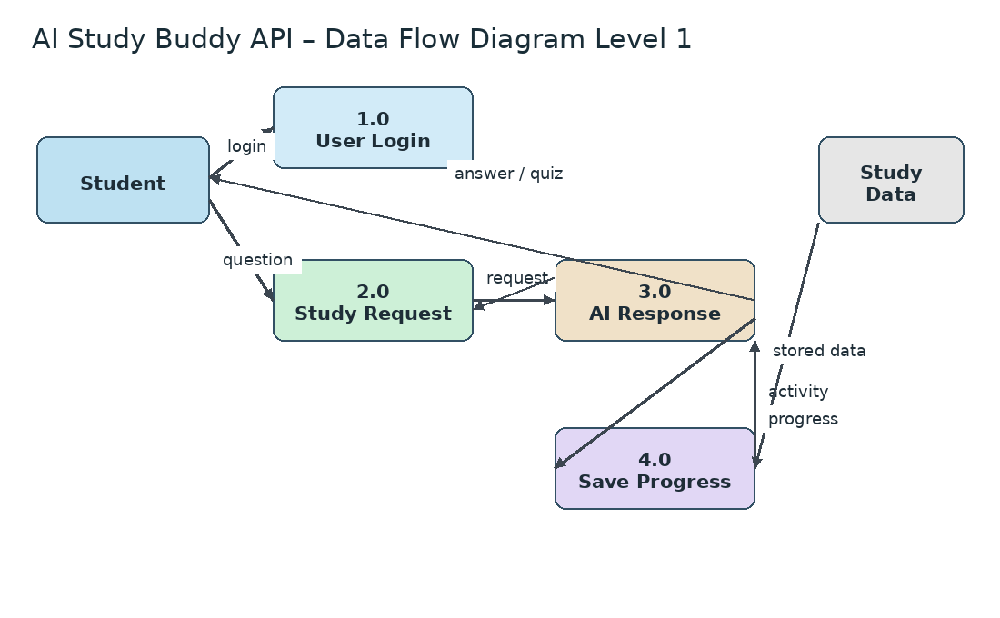 AI Study Buddy API – Data Flow Diagram Level 1
1.0
User Login
login
Student
answer / quiz
Study
Data
question
2.0
Study Request
request
3.0
AI Response
stored data
activity
progress
4.0
Save Progress